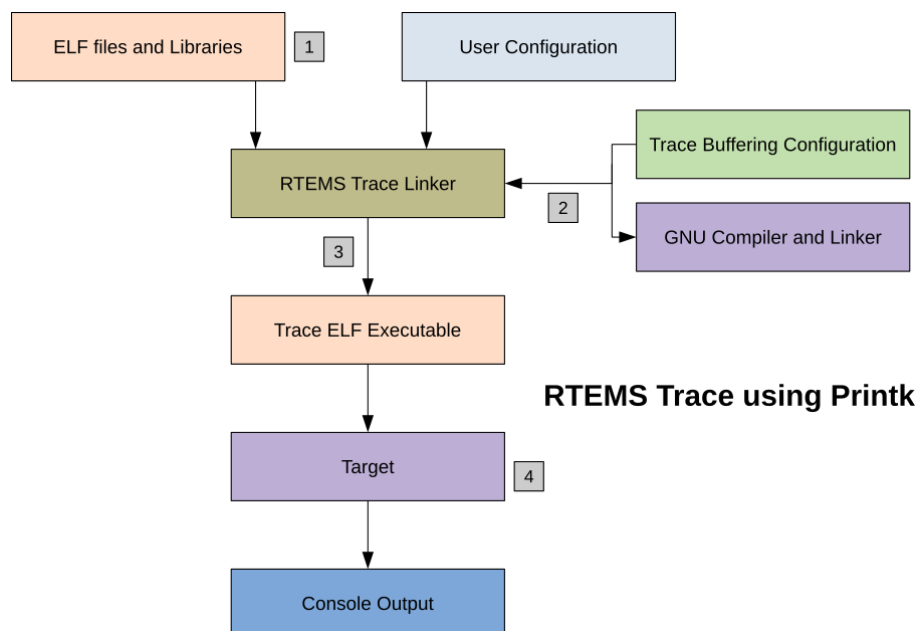 ELF files and Libraries
1
User Configuration
Trace Buffering Configuration
RTEMS Trace Linker
2
GNU Compiler and Linker
3
Trace ELF Executable
RTEMS Trace using Printk
Target
4
Console Output